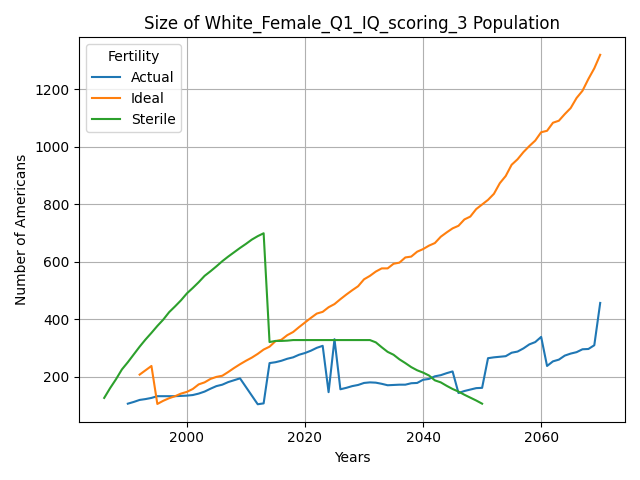 Size of White_Female_Q1_IQ_scoring_3 Population
Fertility
Actual
Ideal
Sterile
Number of Americans
1200
1000
800
600
400
200
2000
2020
2040
2060
Years